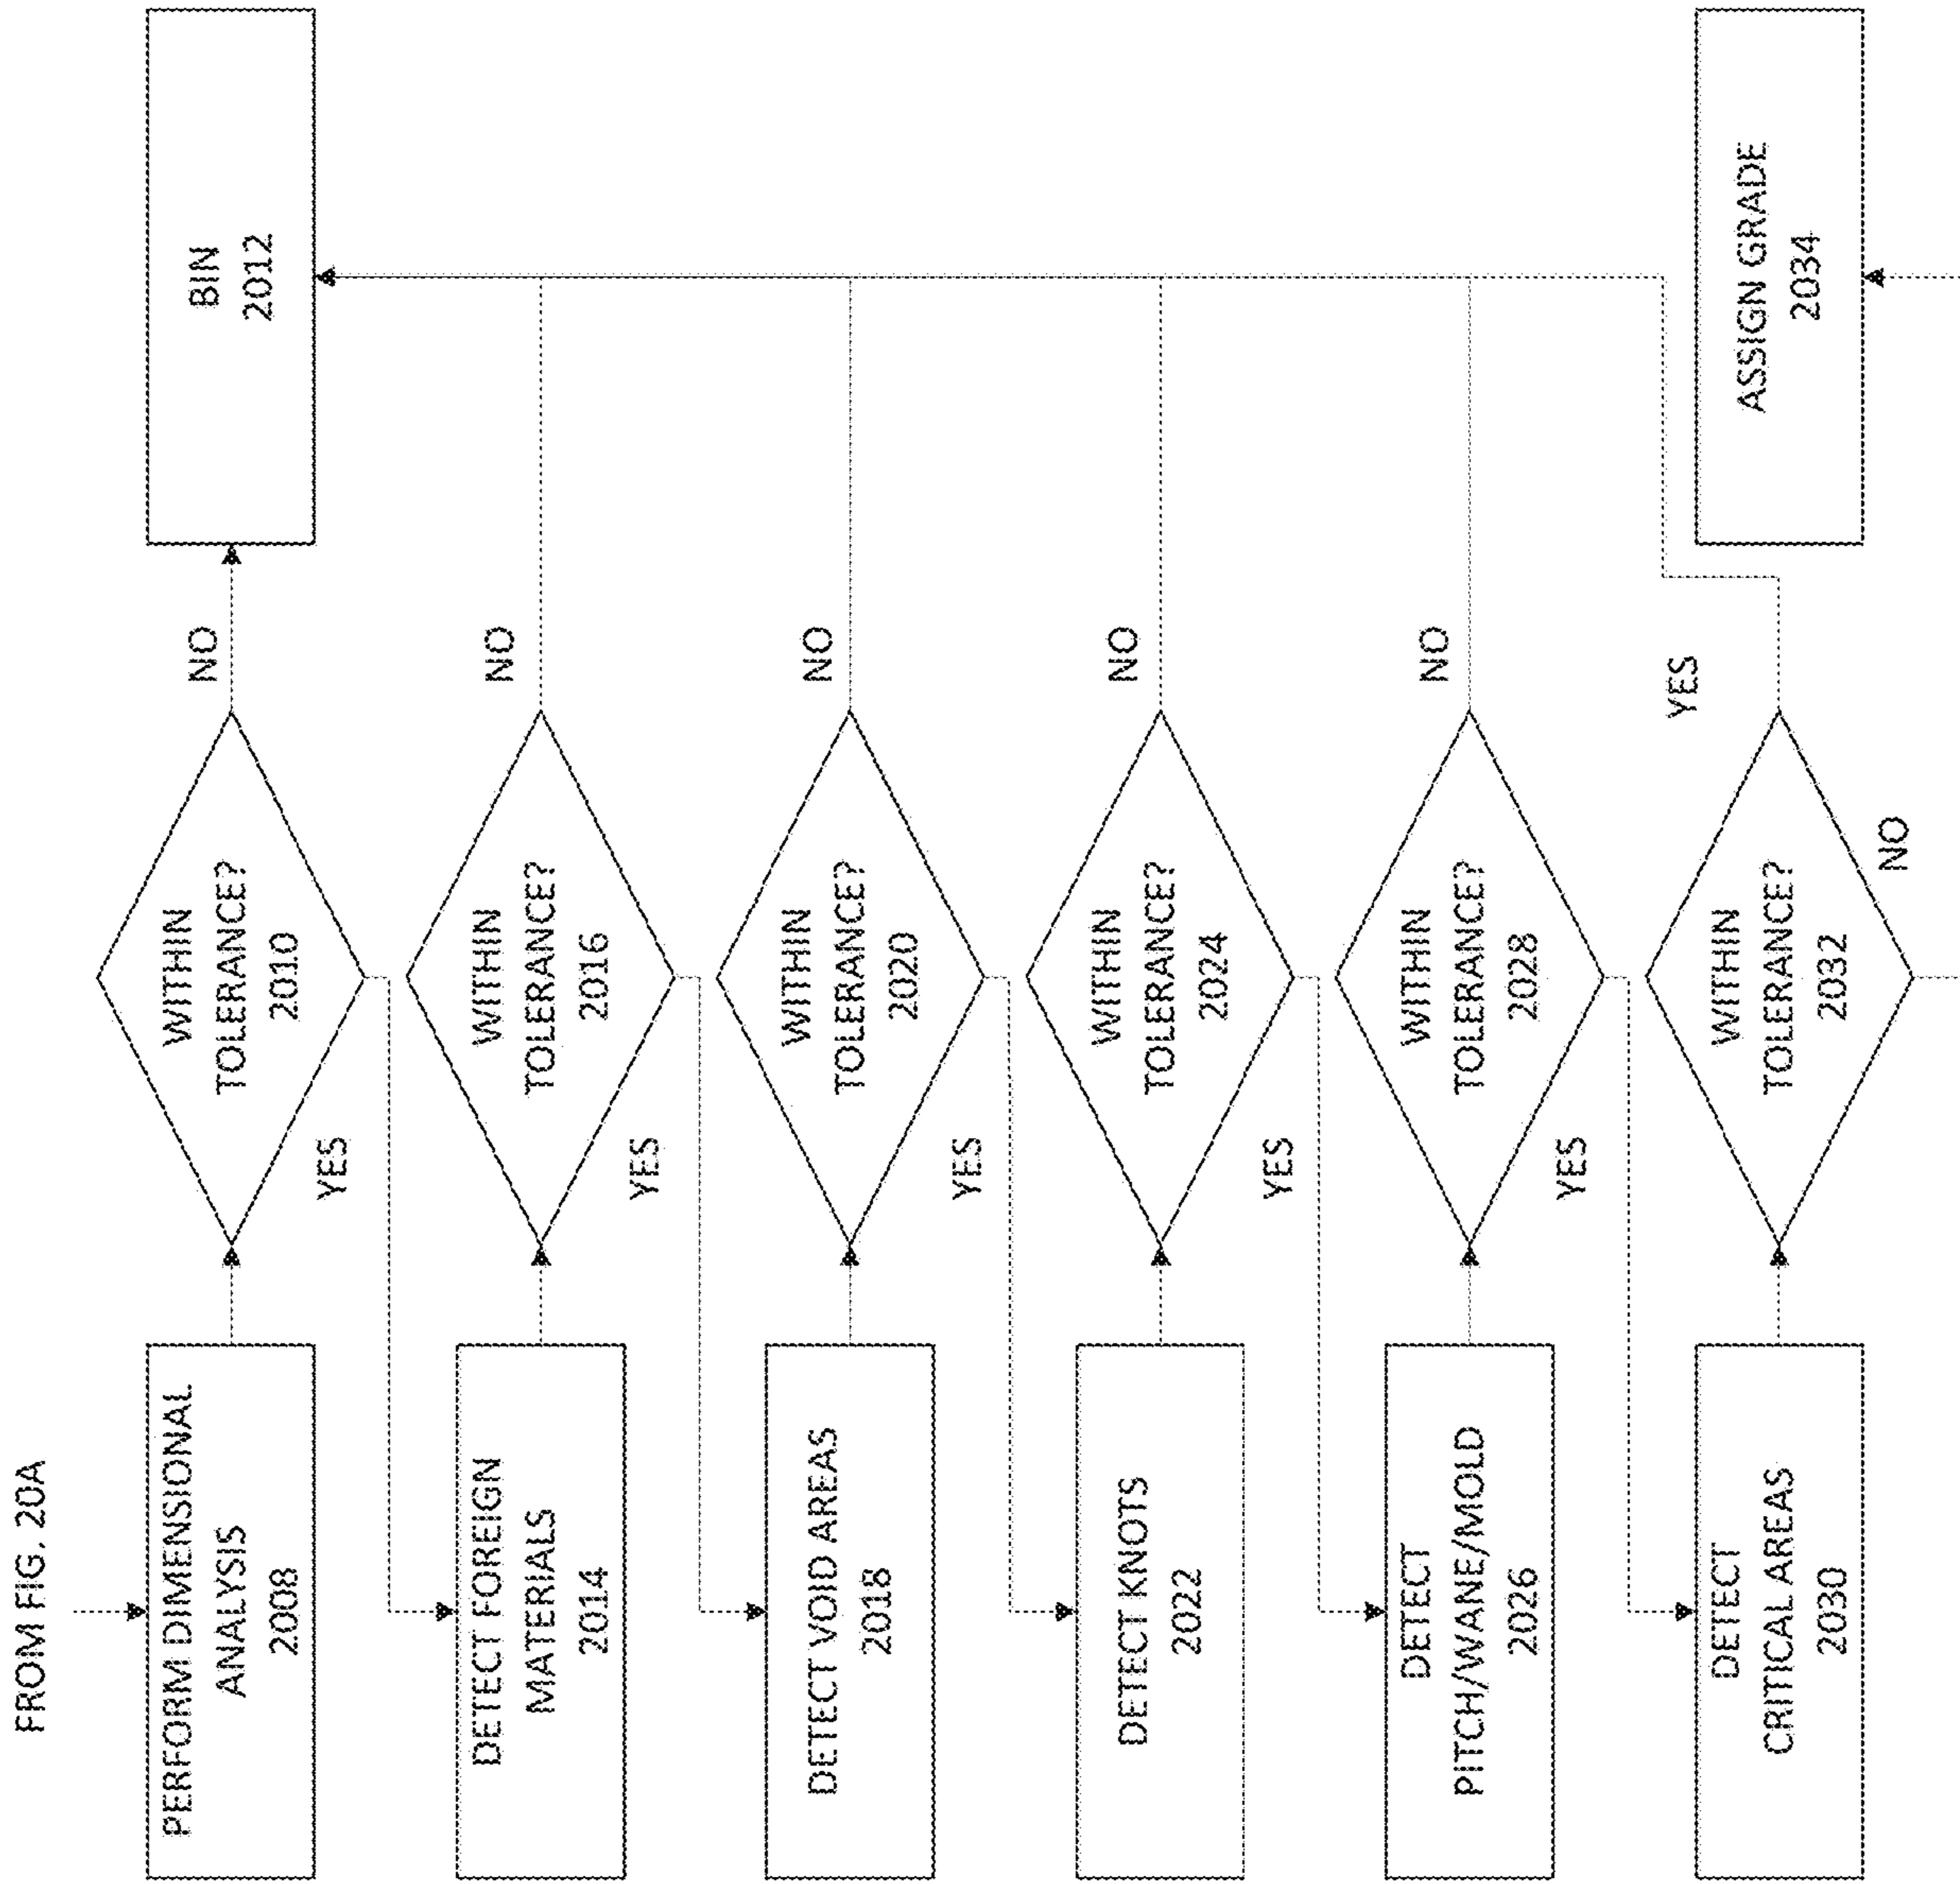 FROM FIG. 20A
PERFORM DIMENSIONAL
ANALYSIS
2008
WITHIN
TOLERANCE?
2010
NO
YES
BIN
2012
DETECT FOREIGN
MATERIALS
2014
WITHIN
TOLERANCE?
2016
NO
YES
DETECT VOID AREAS
2018
WITHIN
TOLERANCE?
2020
NO
YES
DETECT KNOTS
2022
WITHIN
TOLERANCE?
2024
NO
YES
DETECT
PITCH/WANE/MOLD
2026
WITHIN
TOLERANCE?
2028
NO
YES
DETECT
CRITICAL AREAS
2030
WITHIN
TOLERANCE?
2032
YES
NO
ASSIGN GRADE
2034